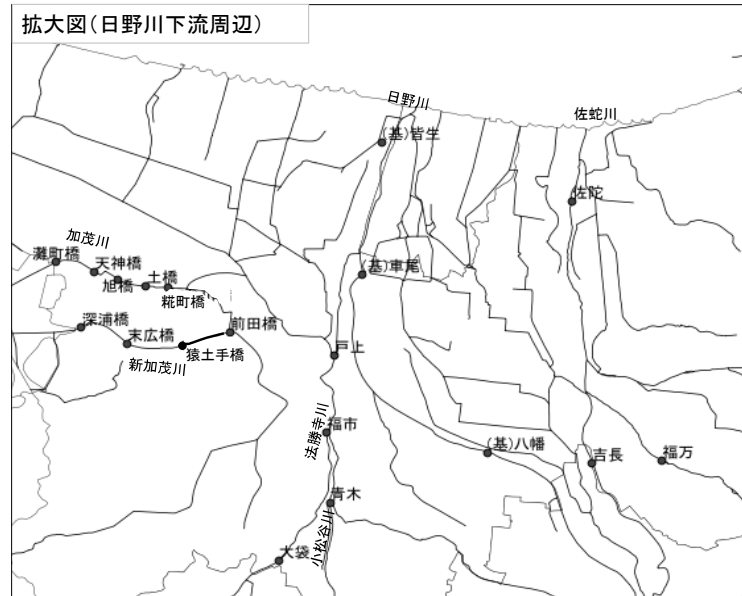 拡大図(日野川下流周辺)
日野川
佐蛇川
(基)皆生
佐陀
加茂川
灘町橋
天神橋
旭橋
土橋
糀町橋
(基)車尾
深浦橋
末広橋
前田橋
猿土手橋
新加茂川
戸上
法勝寺川
福市
(基)八幡
吉長
福万
青木
小松谷川
大袋